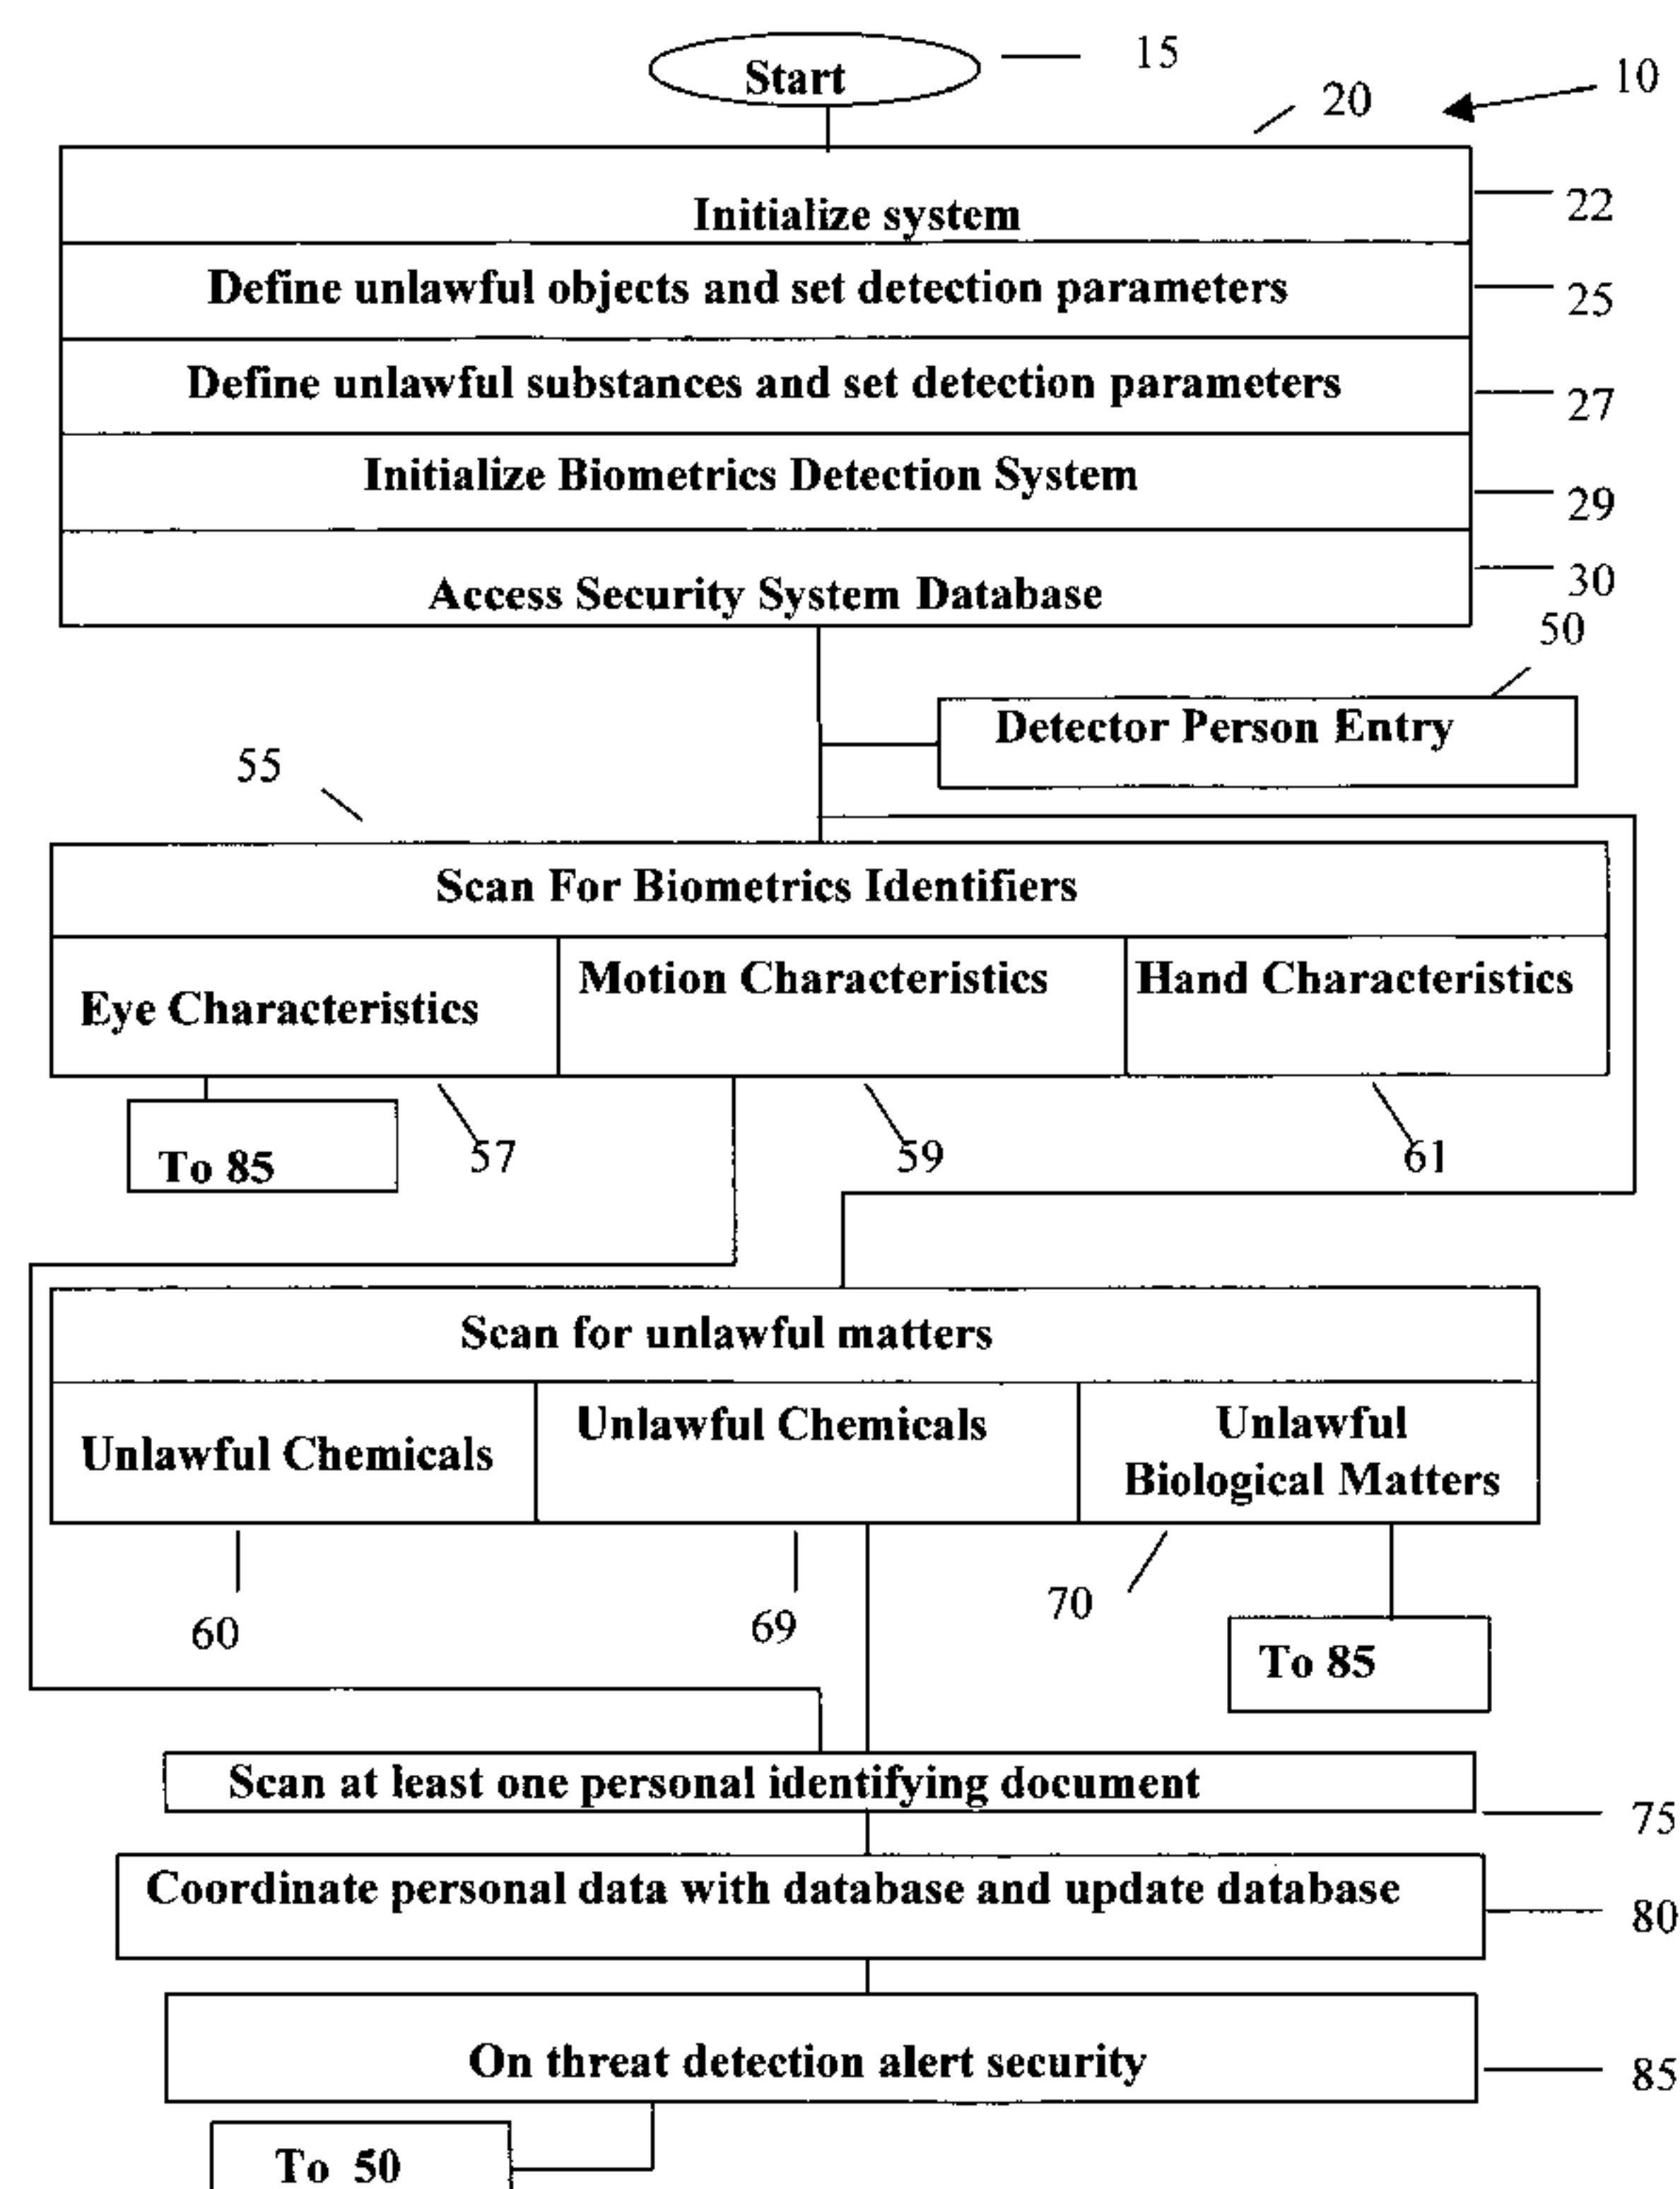 Start
15
10
20
Initialize system
22
Define unlawful objects and set detection parameters
25
Define unlawful substances and set detection parameters
27
Initialize Biometrics Detection System
29
Access Security System Database
30
50
Detector Person Entry
55
Scan For Biometrics Identifiers
Eye Characteristics
Motion Characteristics
Hand Characteristics
To 85
57
59
61
Scan for unlawful matters
Unlawful Chemicals
Unlawful Chemicals
Unlawful
Biological Matters
60
69
70
To 85
Scan at least one personal identifying document
75
Coordinate personal data with database and update database
80
On threat detection alert security
85
To 50